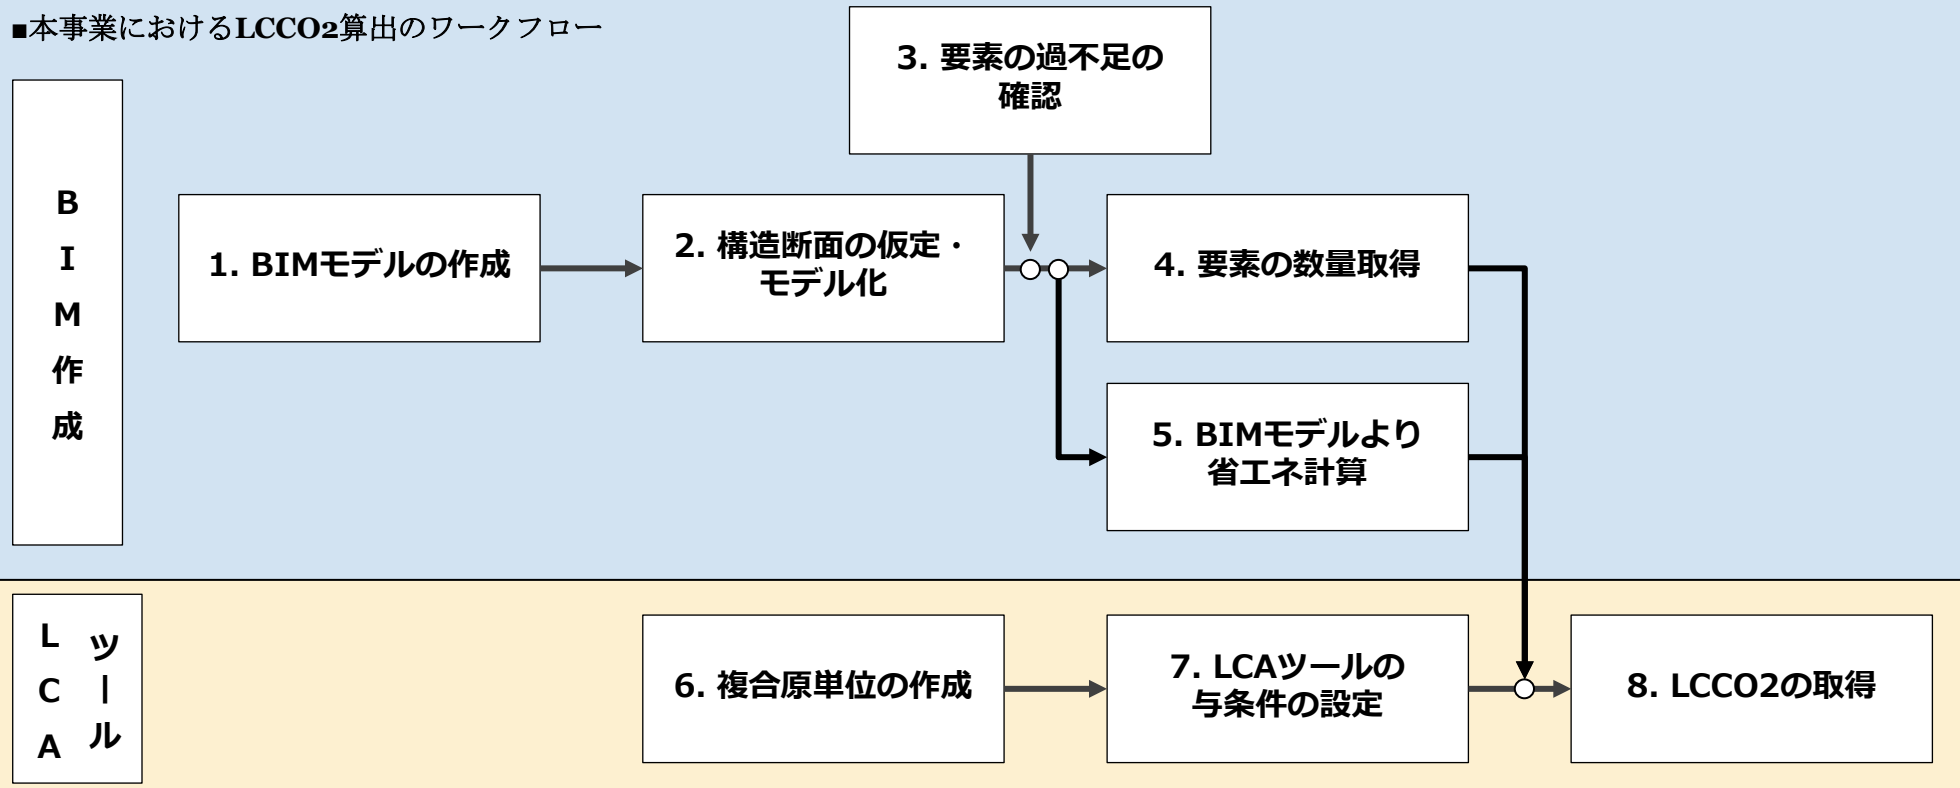 ■本事業におけるLCCO2算出のワークフロー
BIM作成
3. 要素の過不足の
確認
1. BIMモデルの作成
2. 構造断面の仮定・
モデル化
4. 要素の数量取得
5. BIMモデルより
省エネ計算
LCA
ツール
6. 複合原単位の作成
7. LCAツールの
与条件の設定
8. LCCO2の取得